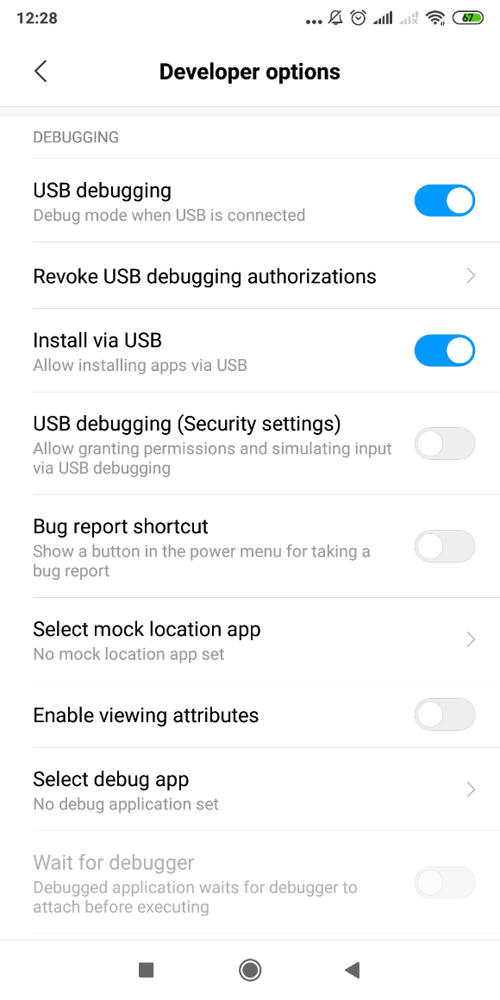 12:28
67
Developer options
DEBUGGING
USB debugging
Debug mode when USB is connected
Revoke USB debugging authorizations
Install via USB
Allow installing apps via USB
USB debugging (Security settings)
Allow granting permissions and simulating input
via USB debugging
Bug report shortcut
Show a button in the power menu for taking a
bug report
Select mock location app
No mock location app set
Enable viewing attributes
Select debug app
No debug application set
Wait for debugger
Debugged application waits for debugger to
attach before executing